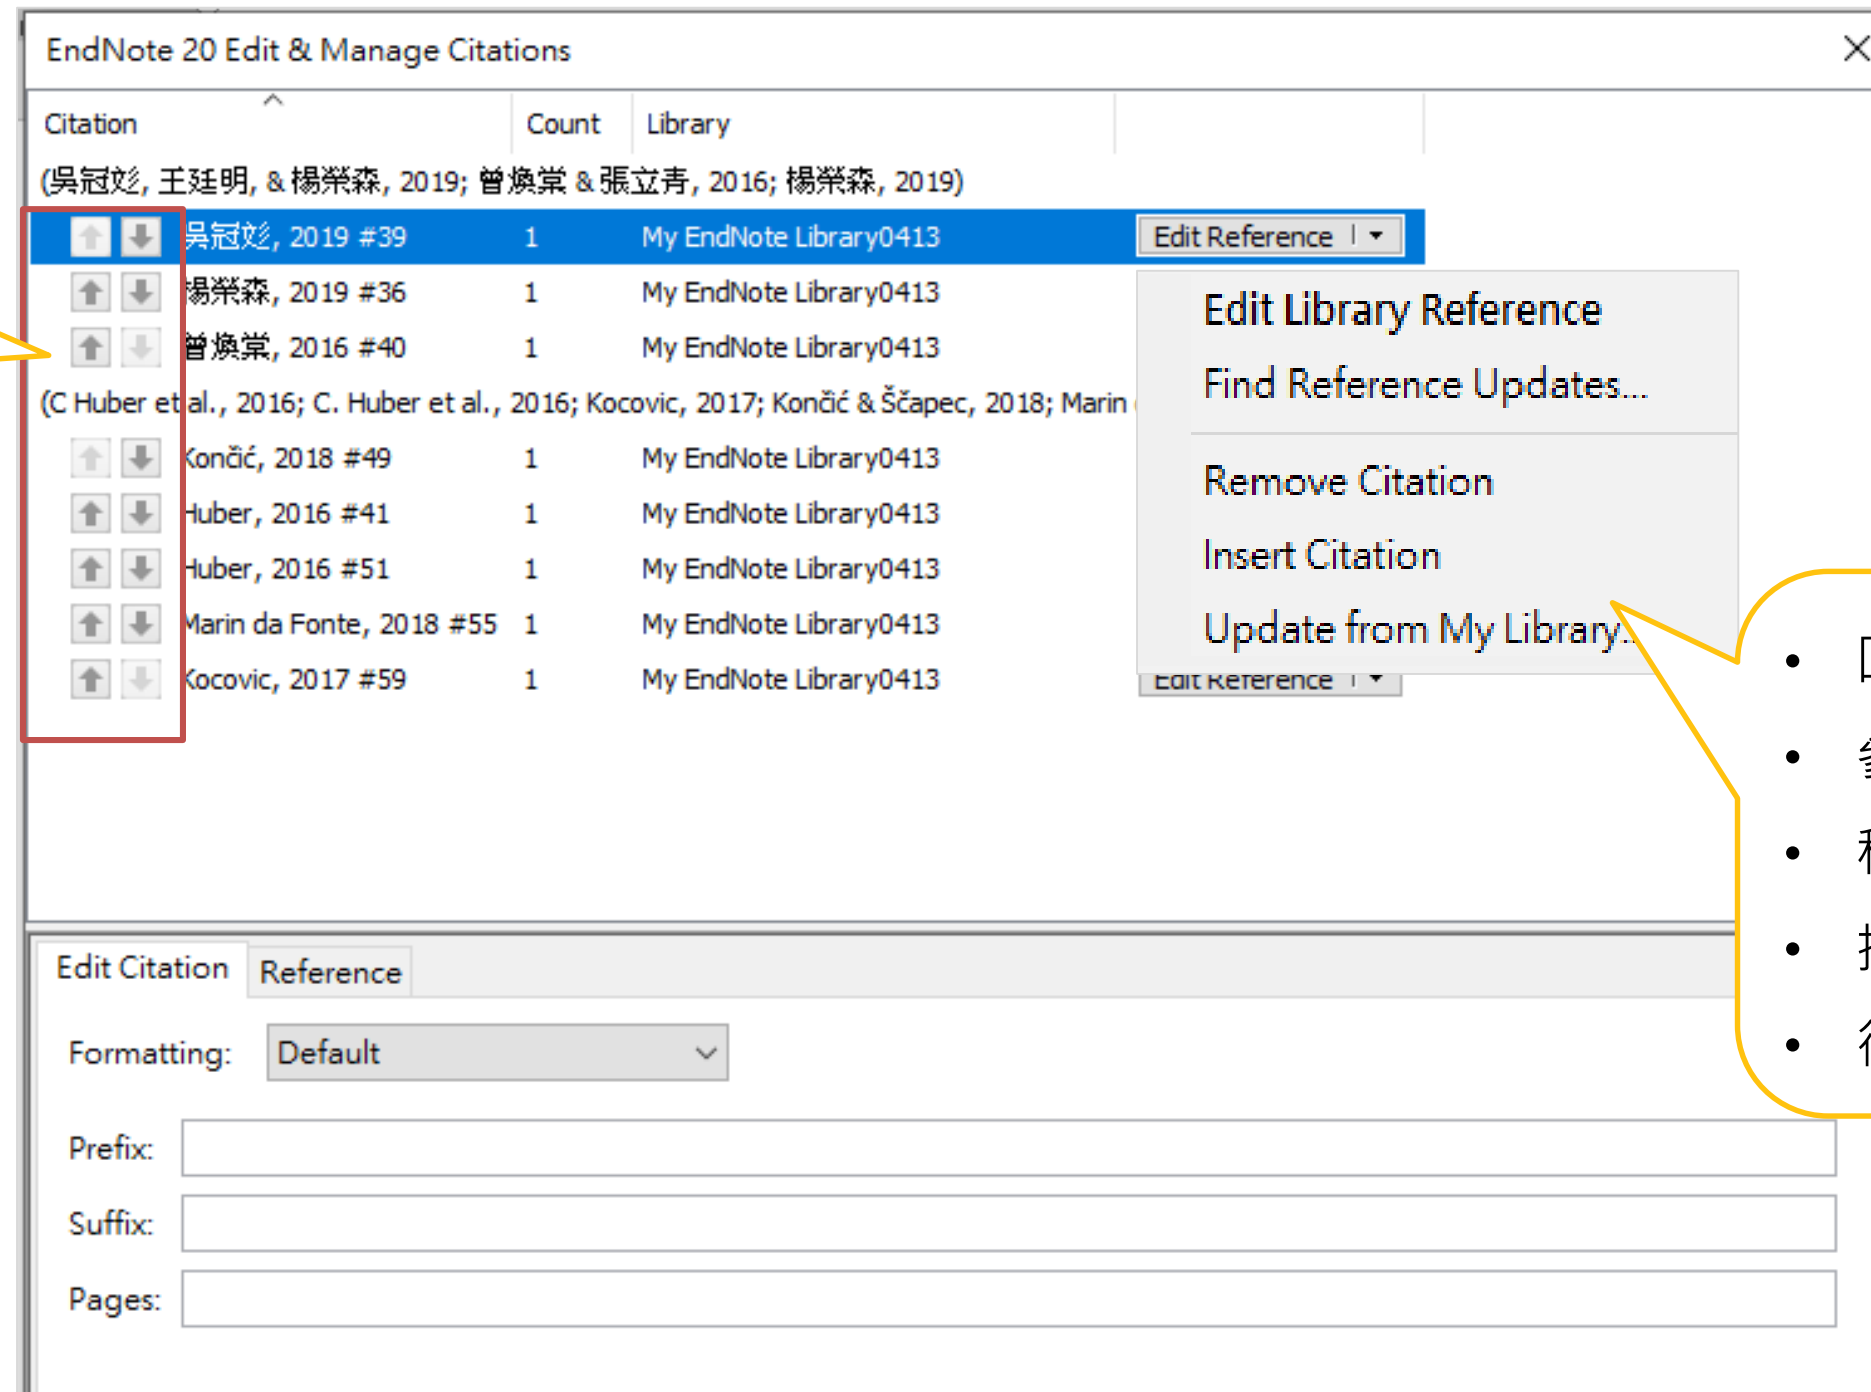 EndNote 20 Edit & Manage Citations
Citation Count Library
(吳冠彣, 王廷明, & 楊榮森, 2019; 曾煥棠 & 張立青, 2016; 楊榮森, 2019)
吳冠彣, 2019 #39 1 My EndNote Library0413 Edit Reference
楊榮森, 2019 #36 1 My EndNote Library0413
曾煥棠, 2016 #40 1 My EndNote Library0413
(C Huber et al., 2016; C. Huber et al., 2016; Kocovic, 2017; Končić & Ščapec, 2018; Marin
Končić, 2018 #49 1 My EndNote Library0413
Huber, 2016 #41 1 My EndNote Library0413
Huber, 2016 #51 1 My EndNote Library0413
Marin da Fonte, 2018 #55 1 My EndNote Library0413
Kocovic, 2017 #59 1 My EndNote Library0413 Edit Reference
Edit Library Reference
Find Reference Updates...
Remove Citation
Insert Citation
Update from My Library...
Edit Citation Reference
Formatting: Default
Prefix:
Suffix:
Pages: